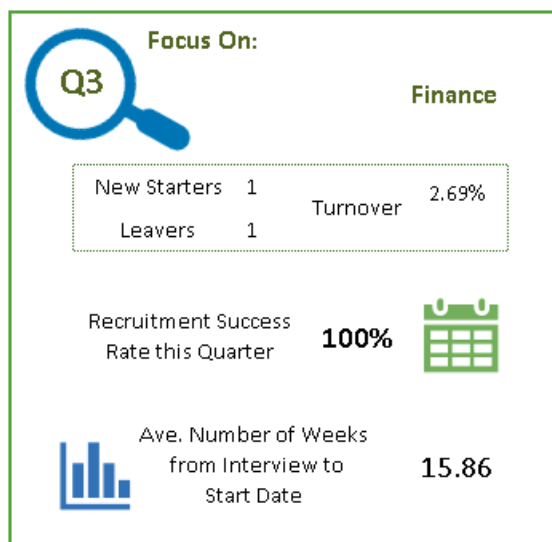 Focus On:
Q3
Finance
New Starters 1
Turnover 2.69%
Leavers 1
Recruitment Success
Rate this Quarter
100%
Ave. Number of Weeks
from Interview to
Start Date
15.86